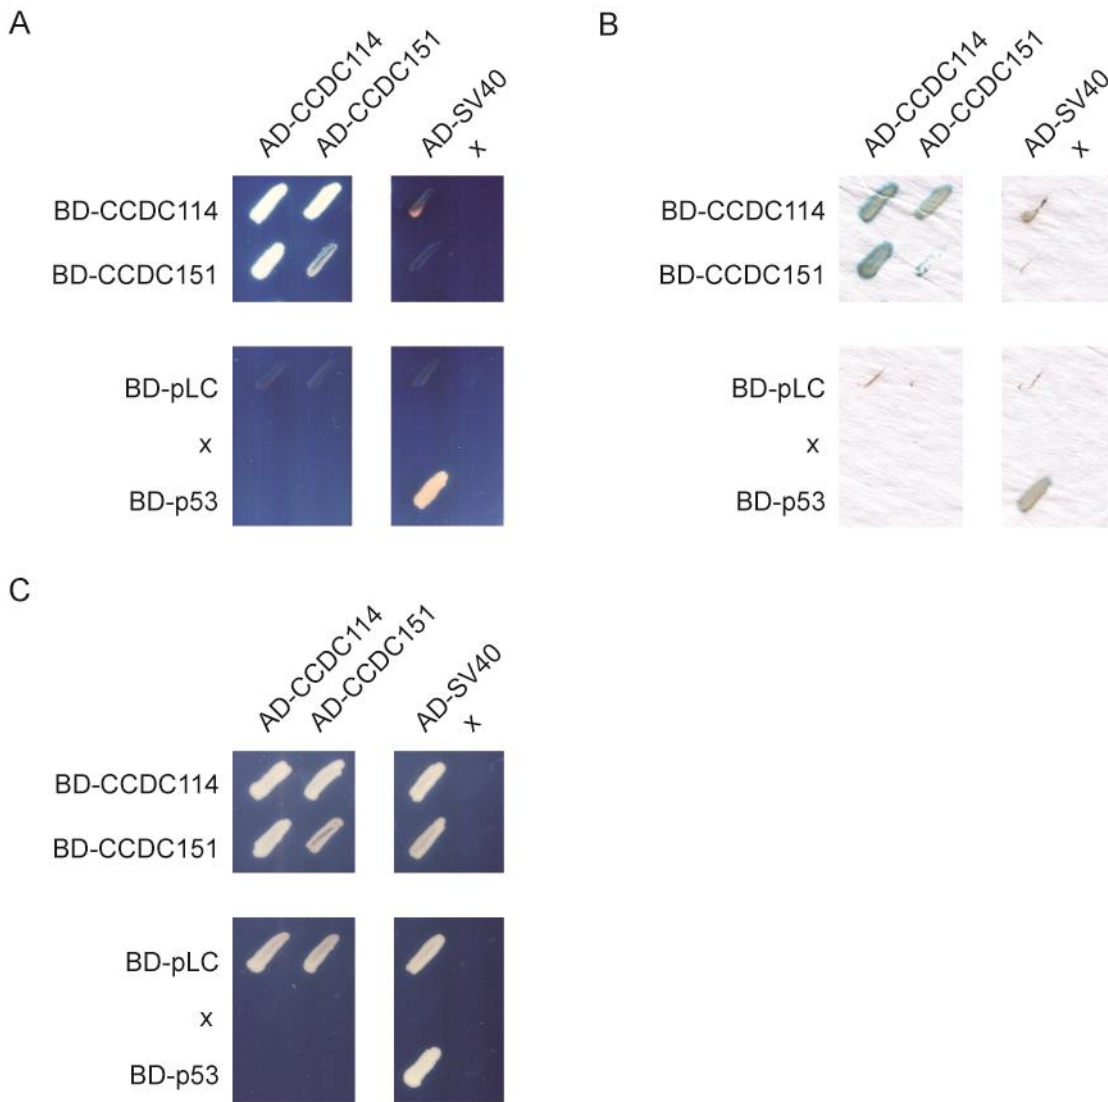 A
AD-CCDC114
AD-CCDC151
AD-SV40
x
BD-CCDC114
BD-CCDC151
BD-pLC
x
BD-p53
B
AD-CCDC114
AD-CCDC151
AD-SV40
x
BD-CCDC114
BD-CCDC151
BD-pLC
x
BD-p53
C
AD-CCDC114
AD-CCDC151
AD-SV40
x
BD-CCDC114
BD-CCDC151
BD-pLC
x
BD-p53